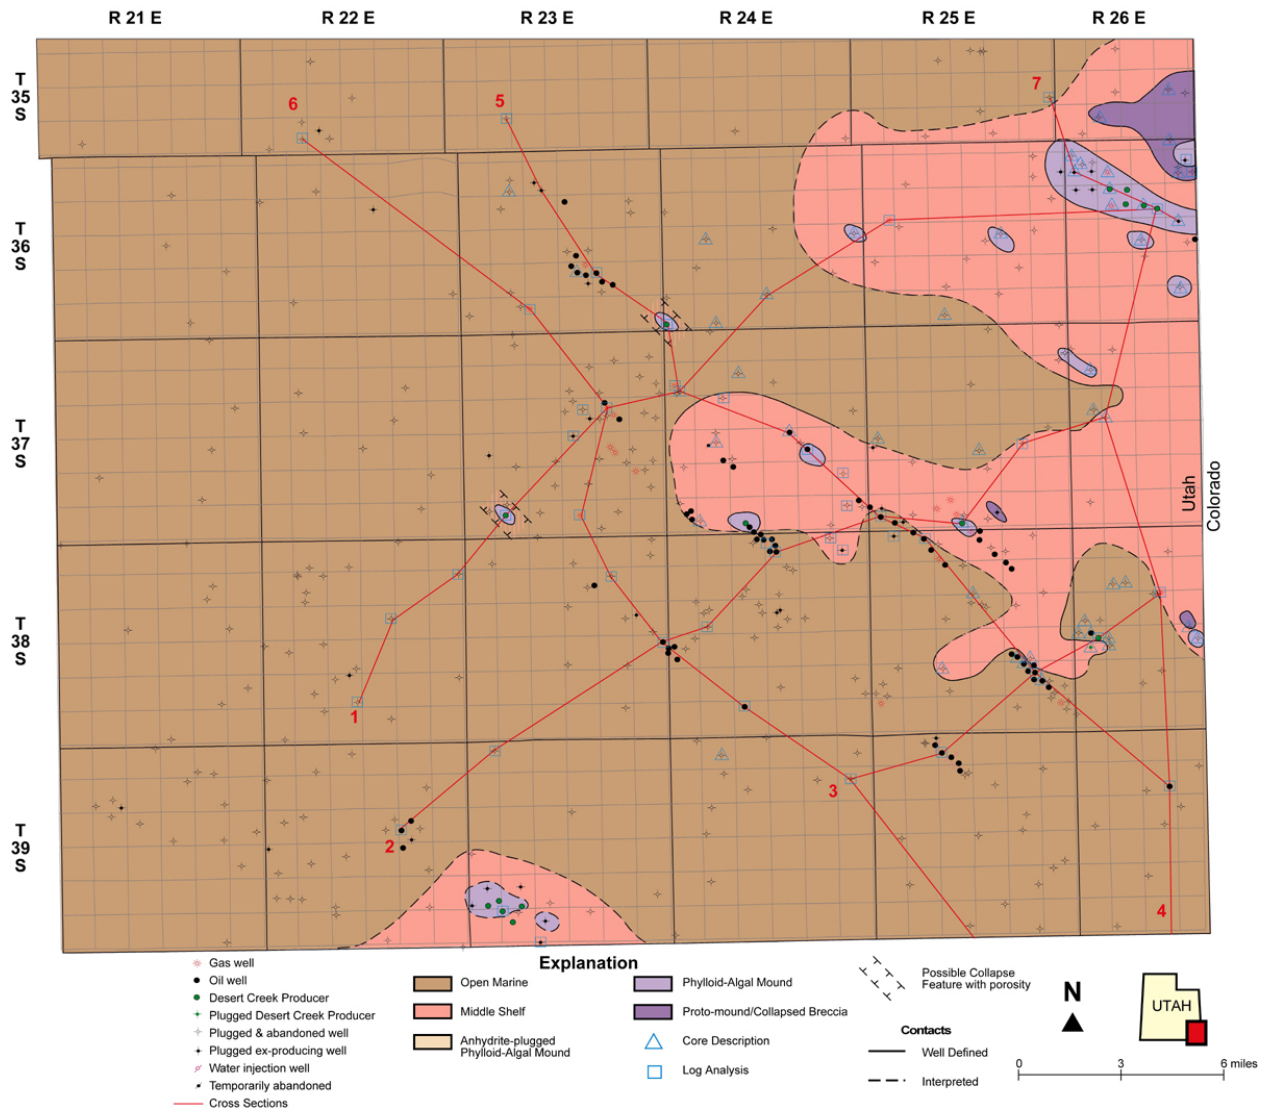 R 21 E R 22 E R 23 E R 24 E R 25 E R 26 E
T
35
S
T
36
S
T
37
S
T
38
S
T
39
S
6
5
7
1
2
3
4
Utah
Colorado
Explanation
Gas well
Oil well
Desert Creek Producer
Plugged Desert Creek Producer
Plugged & abandoned well
Plugged ex-producing well
Water injection well
Temporarily abandoned
Cross Sections
Open Marine
Middle Shelf
Anhydrite-plugged
Phylloid-Algal Mound
Phylloid-Algal Mound
Proto-mound/Collapsed Breccia
Core Description
Log Analysis
Possible Collapse
Feature with porosity
Contacts
Well Defined
Interpreted
N
UTAH
0 3 6 miles